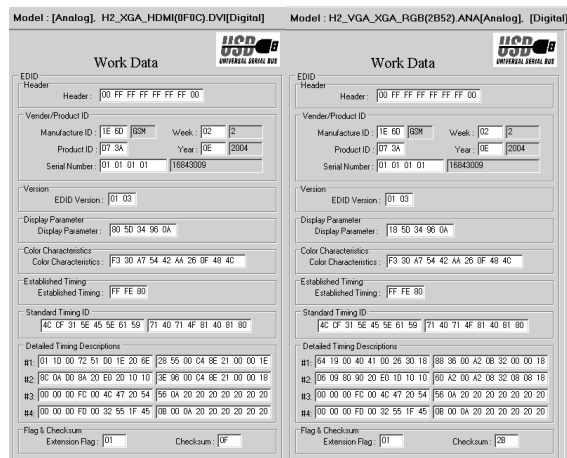 Model : [Analog], H2_XGA_HDMI(0F0C).DVI[Digital]
USB
UNIVERSAL SERIAL BUS
Work Data
EDID
Header
Header : 00 FF FF FF FF FF FF 00
Vender/Product ID
Manufacture ID : 1E 6D GSM Week : 02 2
Product ID : 07 3A Year : 0E 2004
Serial Number : 01 01 01 01 16843009
Version
EDID Version : 01 03
Display Parameter
Display Parameter : 80 5D 34 96 0A
Color Characteristics
Color Characteristics : F3 30 A7 54 42 AA 26 0F 48 4C
Established Timing
Established Timing : FF FE 80
Standard Timing ID
4C CF 31 5E 45 5E 61 59 71 40 71 4F 81 40 81 80
Detailed Timing Descriptions
#1: 01 1D 00 72 51 D0 1E 20 6E 28 55 00 C4 8E 21 00 00 1E
#2: 8C 0A D0 8A 20 E0 2D 10 10 3E 96 00 C4 8E 21 00 00 18
#3: 00 00 00 FC 00 4C 47 20 54 56 0A 20 20 20 20 20 20 20
#4: 00 00 00 FD 00 32 55 1F 45 0B 00 0A 20 20 20 20 20 20
Flag & Checksum
Extension Flag : 01 Checksum : 0F
Model : H2_VGA_XGA_RGB(2B52).ANA[Analog], [Digital]
USB
UNIVERSAL SERIAL BUS
Work Data
EDID
Header
Header : 00 FF FF FF FF FF FF 00
Vender/Product ID
Manufacture ID : 1E 6D GSM Week : 02 2
Product ID : 07 3A Year : 0E 2004
Serial Number : 01 01 01 01 16843009
Version
EDID Version : 01 03
Display Parameter
Display Parameter : 18 5D 34 96 0A
Color Characteristics
Color Characteristics : F3 30 A7 54 42 AA 26 0F 48 4C
Established Timing
Established Timing : FF FE 80
Standard Timing ID
4C CF 31 5E 45 5E 61 59 71 40 71 4F 81 40 81 80
Detailed Timing Descriptions
#1: 64 19 00 40 41 00 26 30 18 88 36 00 A2 0B 32 00 00 18
#2: D6 09 80 90 20 E0 1D 10 10 60 A2 00 A2 08 32 08 08 18
#3: 00 00 00 FC 00 4C 47 20 54 56 0A 20 20 20 20 20 20 20
#4: 00 00 00 FD 00 32 55 1F 45 0B 00 0A 20 20 20 20 20 20
Flag & Checksum
Extension Flag : 01 Checksum : 2B